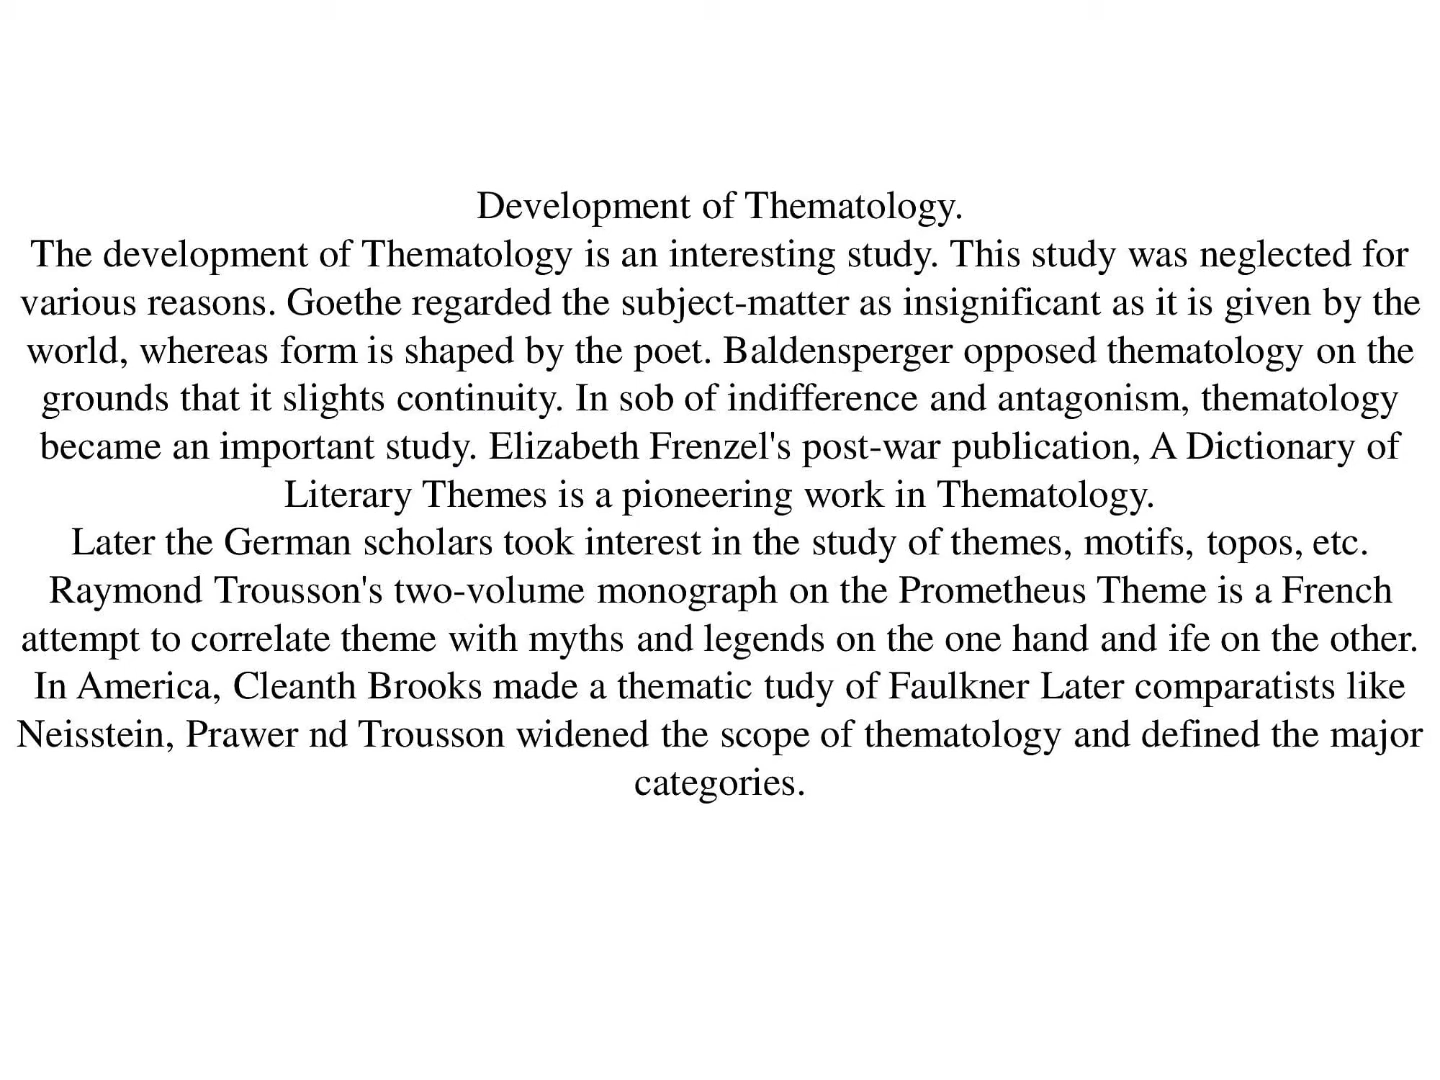 Development of Thematology.
The development of Thematology is an interesting study. This study was neglected for
various reasons. Goethe regarded the subject-matter as insignificant as it is given by the
world, whereas form is shaped by the poet. Baldensperger opposed thematology on the
grounds that it slights continuity. In sob of indifference and antagonism, thematology
became an important study. Elizabeth Frenzel's post-war publication, A Dictionary of
Literary Themes is a pioneering work in Thematology.
Later the German scholars took interest in the study of themes, motifs, topos, etc.
Raymond Trousson's two-volume monograph on the Prometheus Theme is a French
attempt to correlate theme with myths and legends on the one hand and ife on the other.
In America, Cleanth Brooks made a thematic tudy of Faulkner Later comparatists like
Neisstein, Prawer nd Trousson widened the scope of thematology and defined the major
categories.